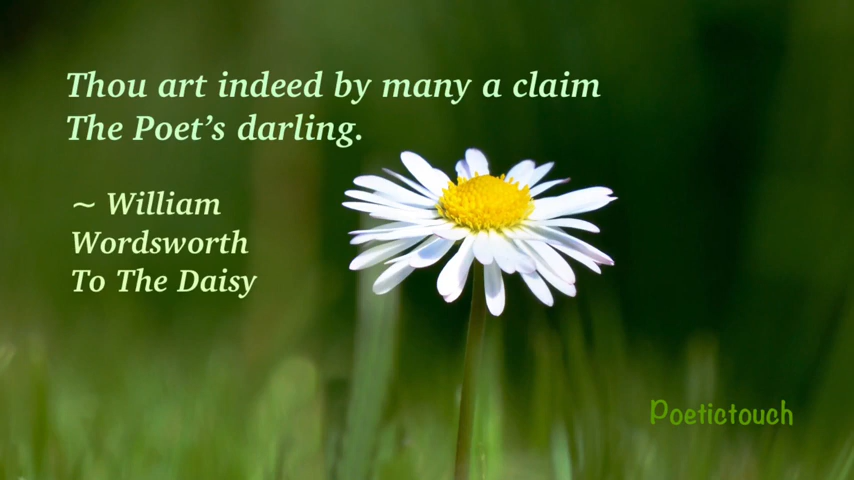 Thou art indeed by many a claim
The Poet’s darling.
~ William
Wordsworth
To The Daisy
Poetictouch